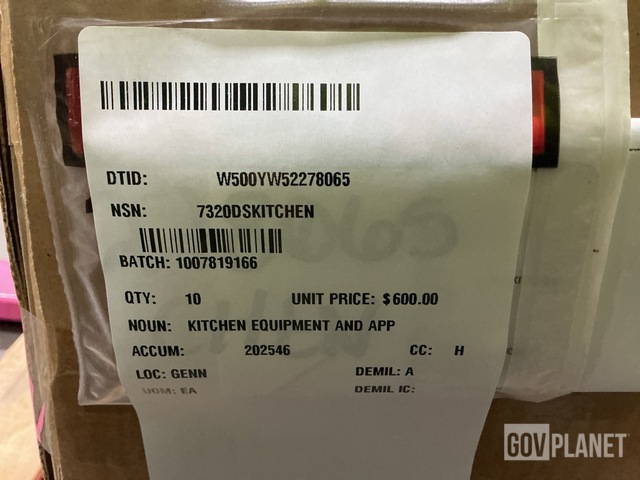 DTID: W500YW52278065
NSN: 7320DSKITCHEN
BATCH: 1007819166
QTY: 10 UNIT PRICE: $600.00
NOUN: KITCHEN EQUIPMENT AND APP
ACCUM: 202546 CC: H
LOC: GENN DEMIL: A
UOM: EA DEMIL IC:
GOVPLANET